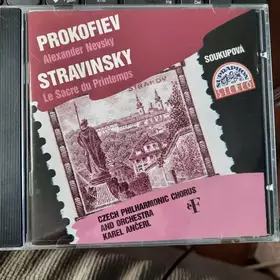 PROKOFIEV
Alexander Nevsky
STRAVINSKY
Le Sacre du Printemps
SOUKUPOVÁ
SUPRAPHON
STEREO
CZECH PHILHARMONIC CHORUS
AND ORCHESTRA
KAREL ANČERL